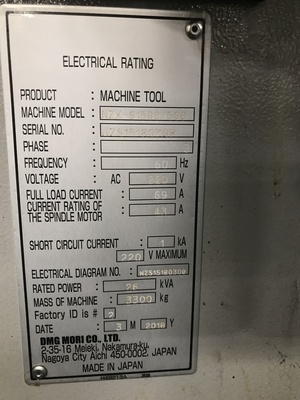 ELECTRICAL RATING
PRODUCT : MACHINE TOOL
MACHINE MODEL :
SERIAL NO. :
PHASE :
FREQUENCY : 60 Hz
VOLTAGE : AC 220 V
FULL LOAD CURRENT : 69 A
CURRENT RATING OF
THE SPINDLE MOTOR : A
SHORT CIRCUIT CURRENT : 1 kA
220 V MAXIMUM
ELECTRICAL DIAGRAM NO. :
RATED POWER : 26 kVA
MASS OF MACHINE : 3300 kg
Factory ID is # 2
DATE : 3 M 2016 Y
DMG MORI CO., LTD.
2-35-16 Meieki, Nakamura-ku,
Nagoya City Aichi 450-0002, JAPAN
MADE IN JAPAN